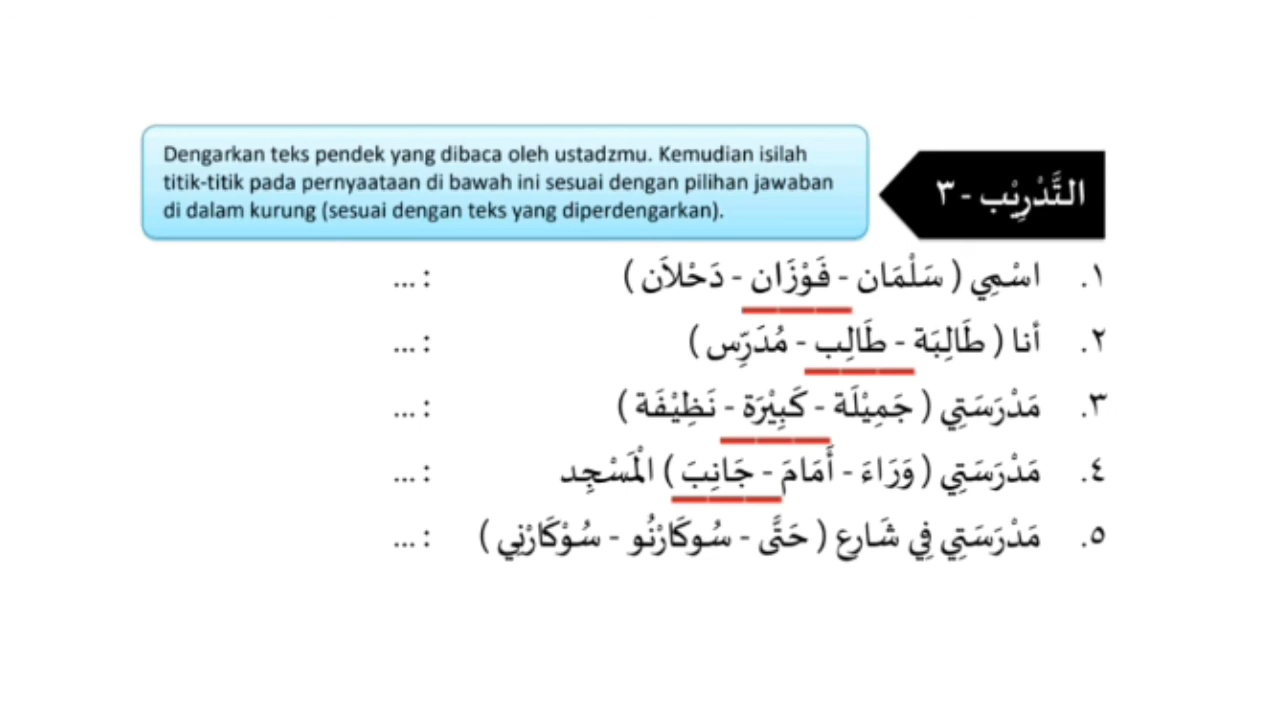 Dengarkan teks pendek yang dibaca oleh ustadzmu. Kemudian isilah
titik-titik pada pernyaataan di bawah ini sesuai dengan pilihan jawaban
di dalam kurung (sesuai dengan teks yang diperdengarkan).
التَّدْرِيْب - ٣
١. اسْمِي ( سَلْمَان - فَوْزَان - دَحْلاَن ) : ...
٢. أنا ( طَالِبَة - طَالِب - مُدَرِّس ) : ...
٣. مَدْرَسَتِي ( جَمِيْلَة - كَبِيْرَة - نَظِيْفَة ) : ...
٤. مَدْرَسَتِي ( وَرَاءَ - أَمَامَ - جَانِبَ ) الْمَسْجِد : ...
٥. مَدْرَسَتِي فِي شَارِع ( حَتَّى - سُوكَارْنُو - سُوْكَارْنِي ) : ...